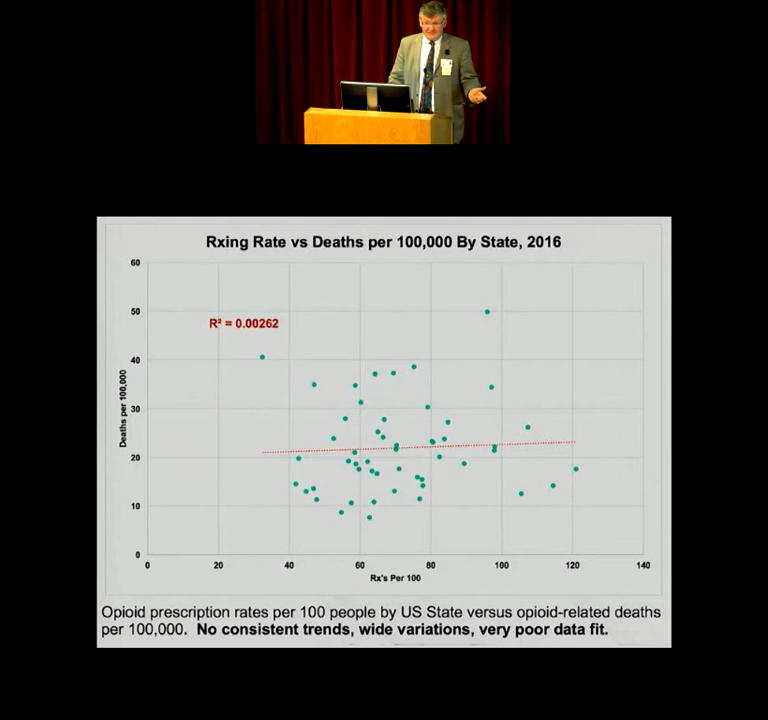 Rxing Rate vs Deaths per 100,000 By State, 2016
60
50
R² = 0.00262
40
Deaths per 100,000
30
20
10
0
0 20 40 60 80 100 120 140
Rx's Per 100
Opioid prescription rates per 100 people by US State versus opioid-related deaths
per 100,000. No consistent trends, wide variations, very poor data fit.